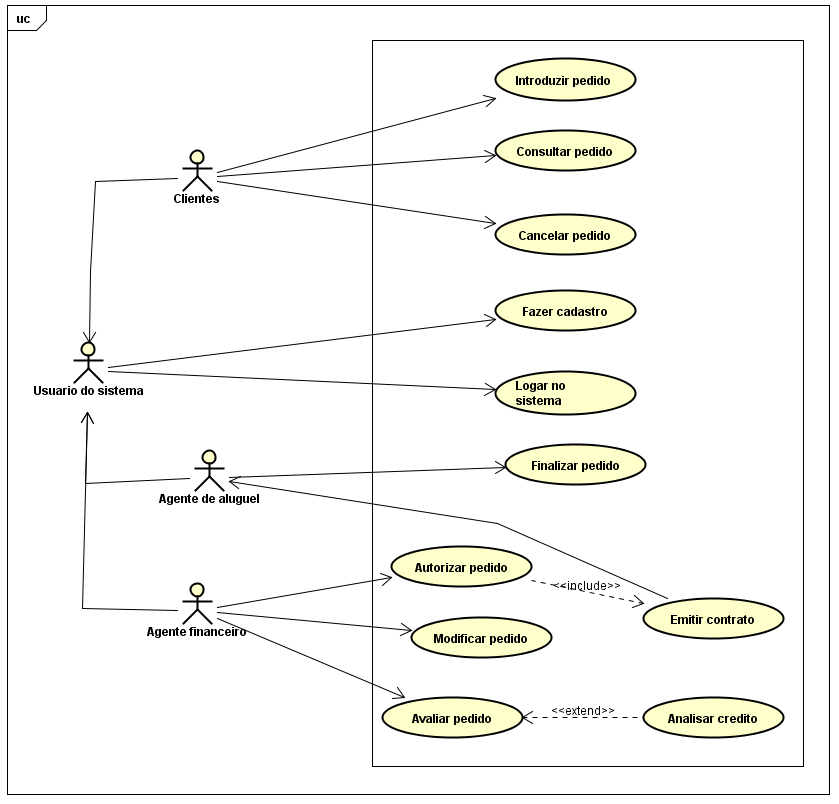 uc
Introduzir pedido
Consultar pedido
Clientes
Cancelar pedido
Fazer cadastro
Usuario do sistema
Logar no
sistema
Finalizar pedido
Agente de aluguel
Autorizar pedido
<<include>>
Emitir contrato
Agente financeiro
Modificar pedido
<<extend>>
Avaliar pedido
Analisar credito